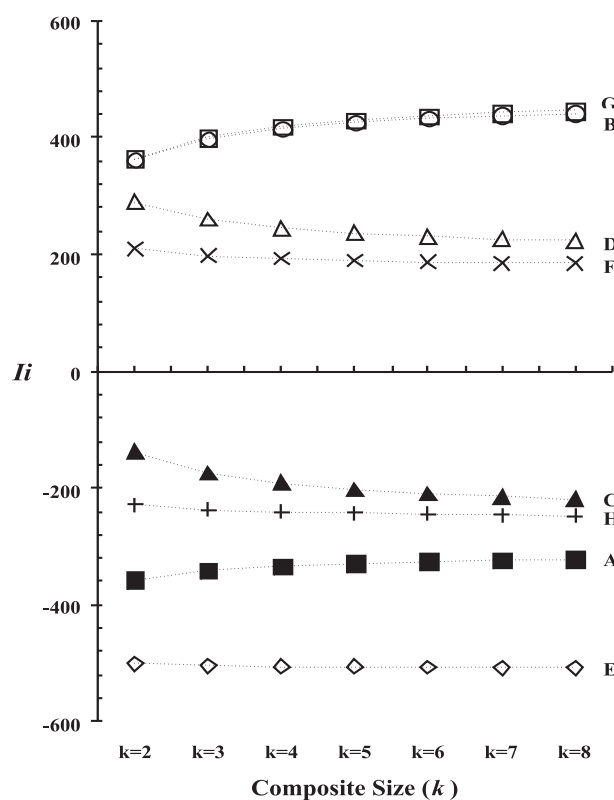 600
G
B
400
D
200
F
Ii
0
C
-200
H
A
-400
E
-600
k=2 k=3 k=4 k=5 k=6 k=7 k=8
Composite Size (k)